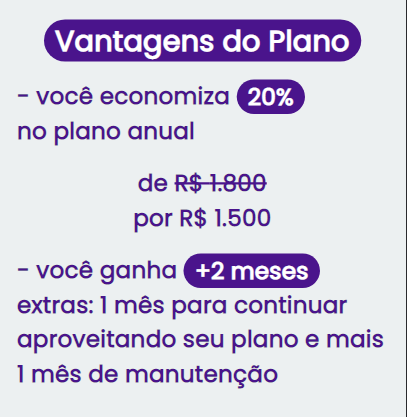 Vantagens do Plano
- você economiza 20%
no plano anual
de R$ 1.800
por R$ 1.500
- você ganha +2 meses
extras: 1 mês para continuar
aproveitando seu plano e mais
1 mês de manutenção